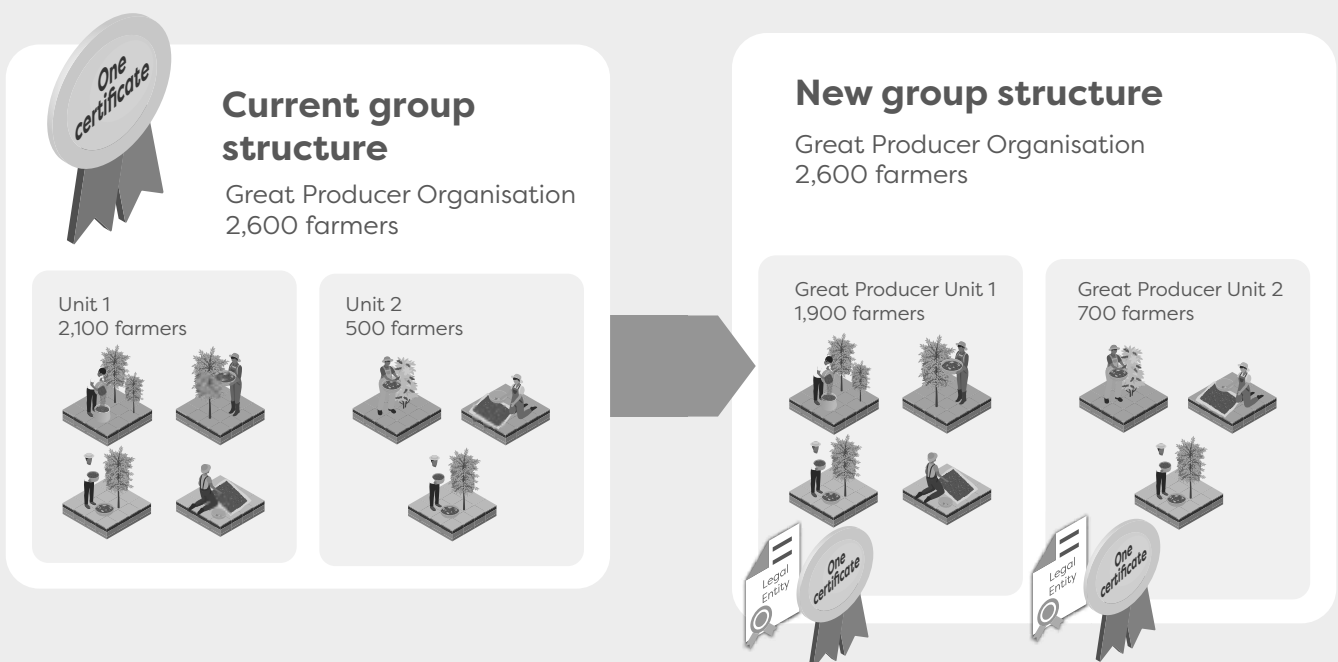 One
certificate
Current group
structure
Great Producer Organisation
2,600 farmers
Unit 1
2,100 farmers
Unit 2
500 farmers
New group structure
Great Producer Organisation
2,600 farmers
Great Producer Unit 1
1,900 farmers
Great Producer Unit 2
700 farmers
Legal
Entity
One
certificate
Legal
Entity
One
certificate